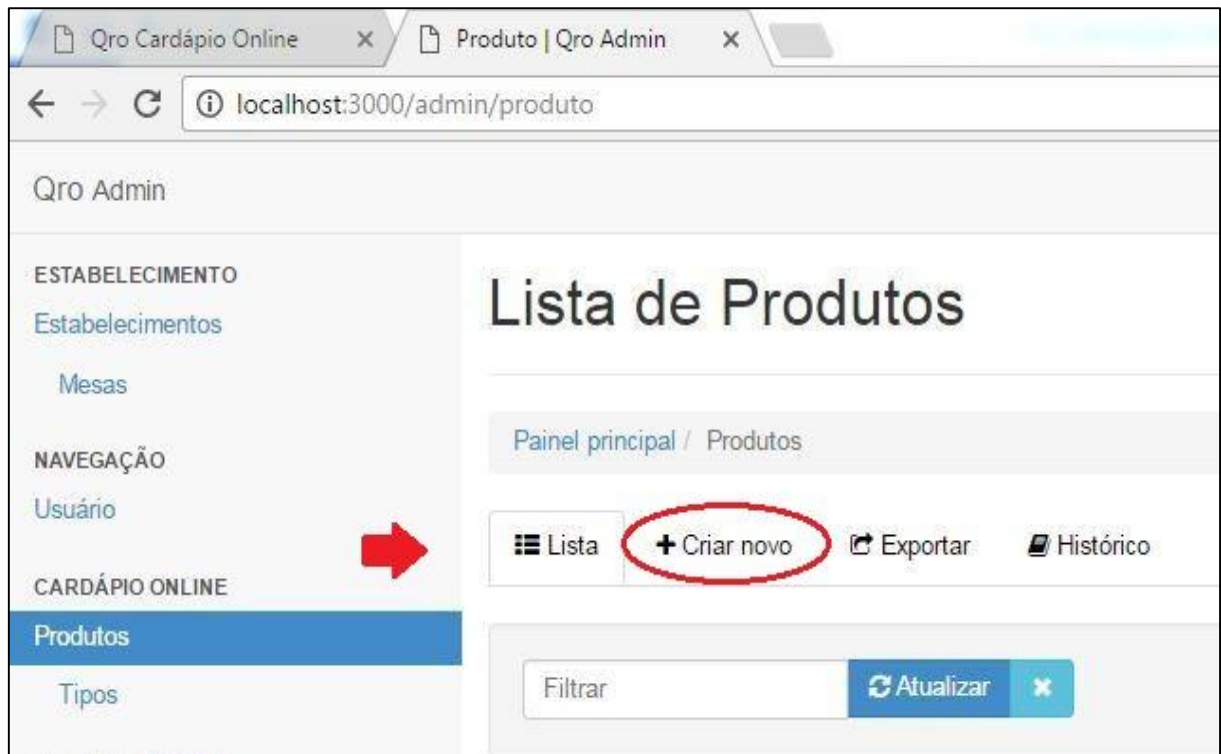 Qro Cardápio Online
Produto | Qro Admin
localhost:3000/admin/produto
Qro Admin
ESTABELECIMENTO
Estabelecimentos
Mesas
NAVEGAÇÃO
Usuário
CARDÁPIO ONLINE
Produtos
Tipos
Lista de Produtos
Painel principal / Produtos
Lista + Criar novo Exportar Histórico
Filtrar Atualizar